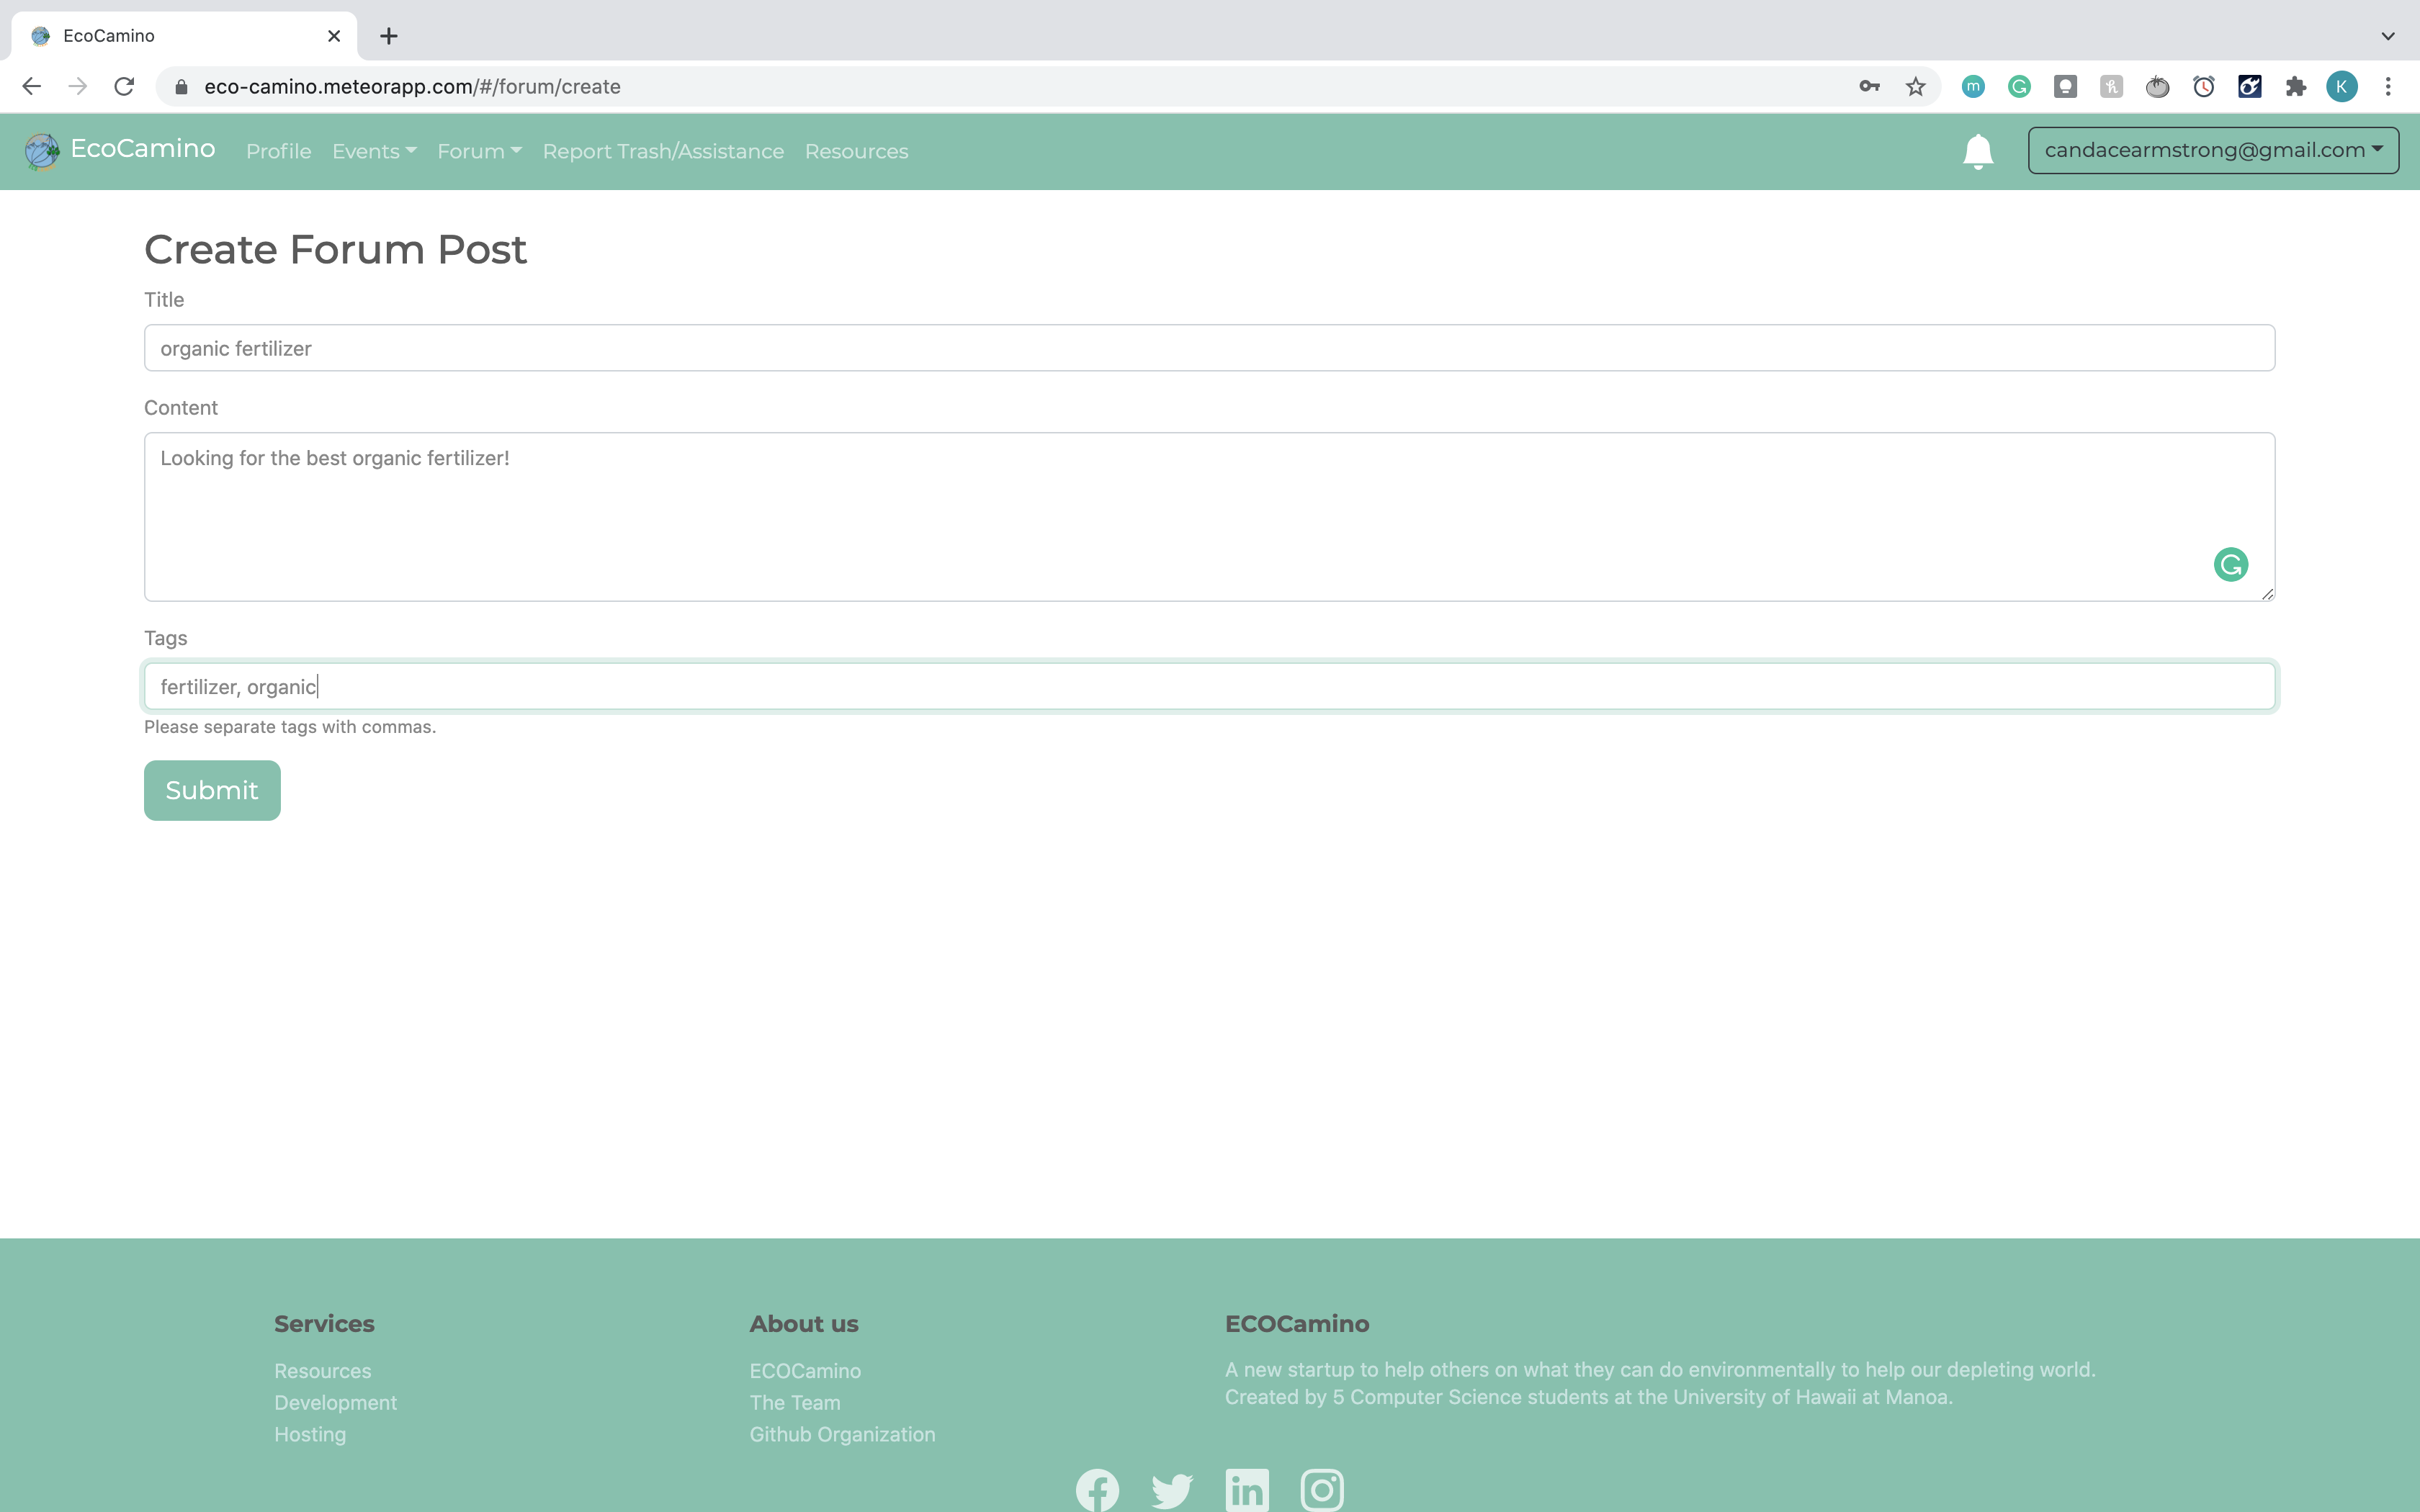 EcoCamino
eco-camino.meteorapp.com/#/forum/create
m
K
EcoCamino Profile Events Forum Report Trash/Assistance Resources candacearmstrong@gmail.com
Create Forum Post
Title
organic fertilizer
Content
Looking for the best organic fertilizer!
Tags
fertilizer, organic
Please separate tags with commas.
Submit
Services
Resources
Development
Hosting
About us
ECOCamino
The Team
Github Organization
ECOCamino
A new startup to help others on what they can do environmentally to help our depleting world.
Created by 5 Computer Science students at the University of Hawaii at Manoa.